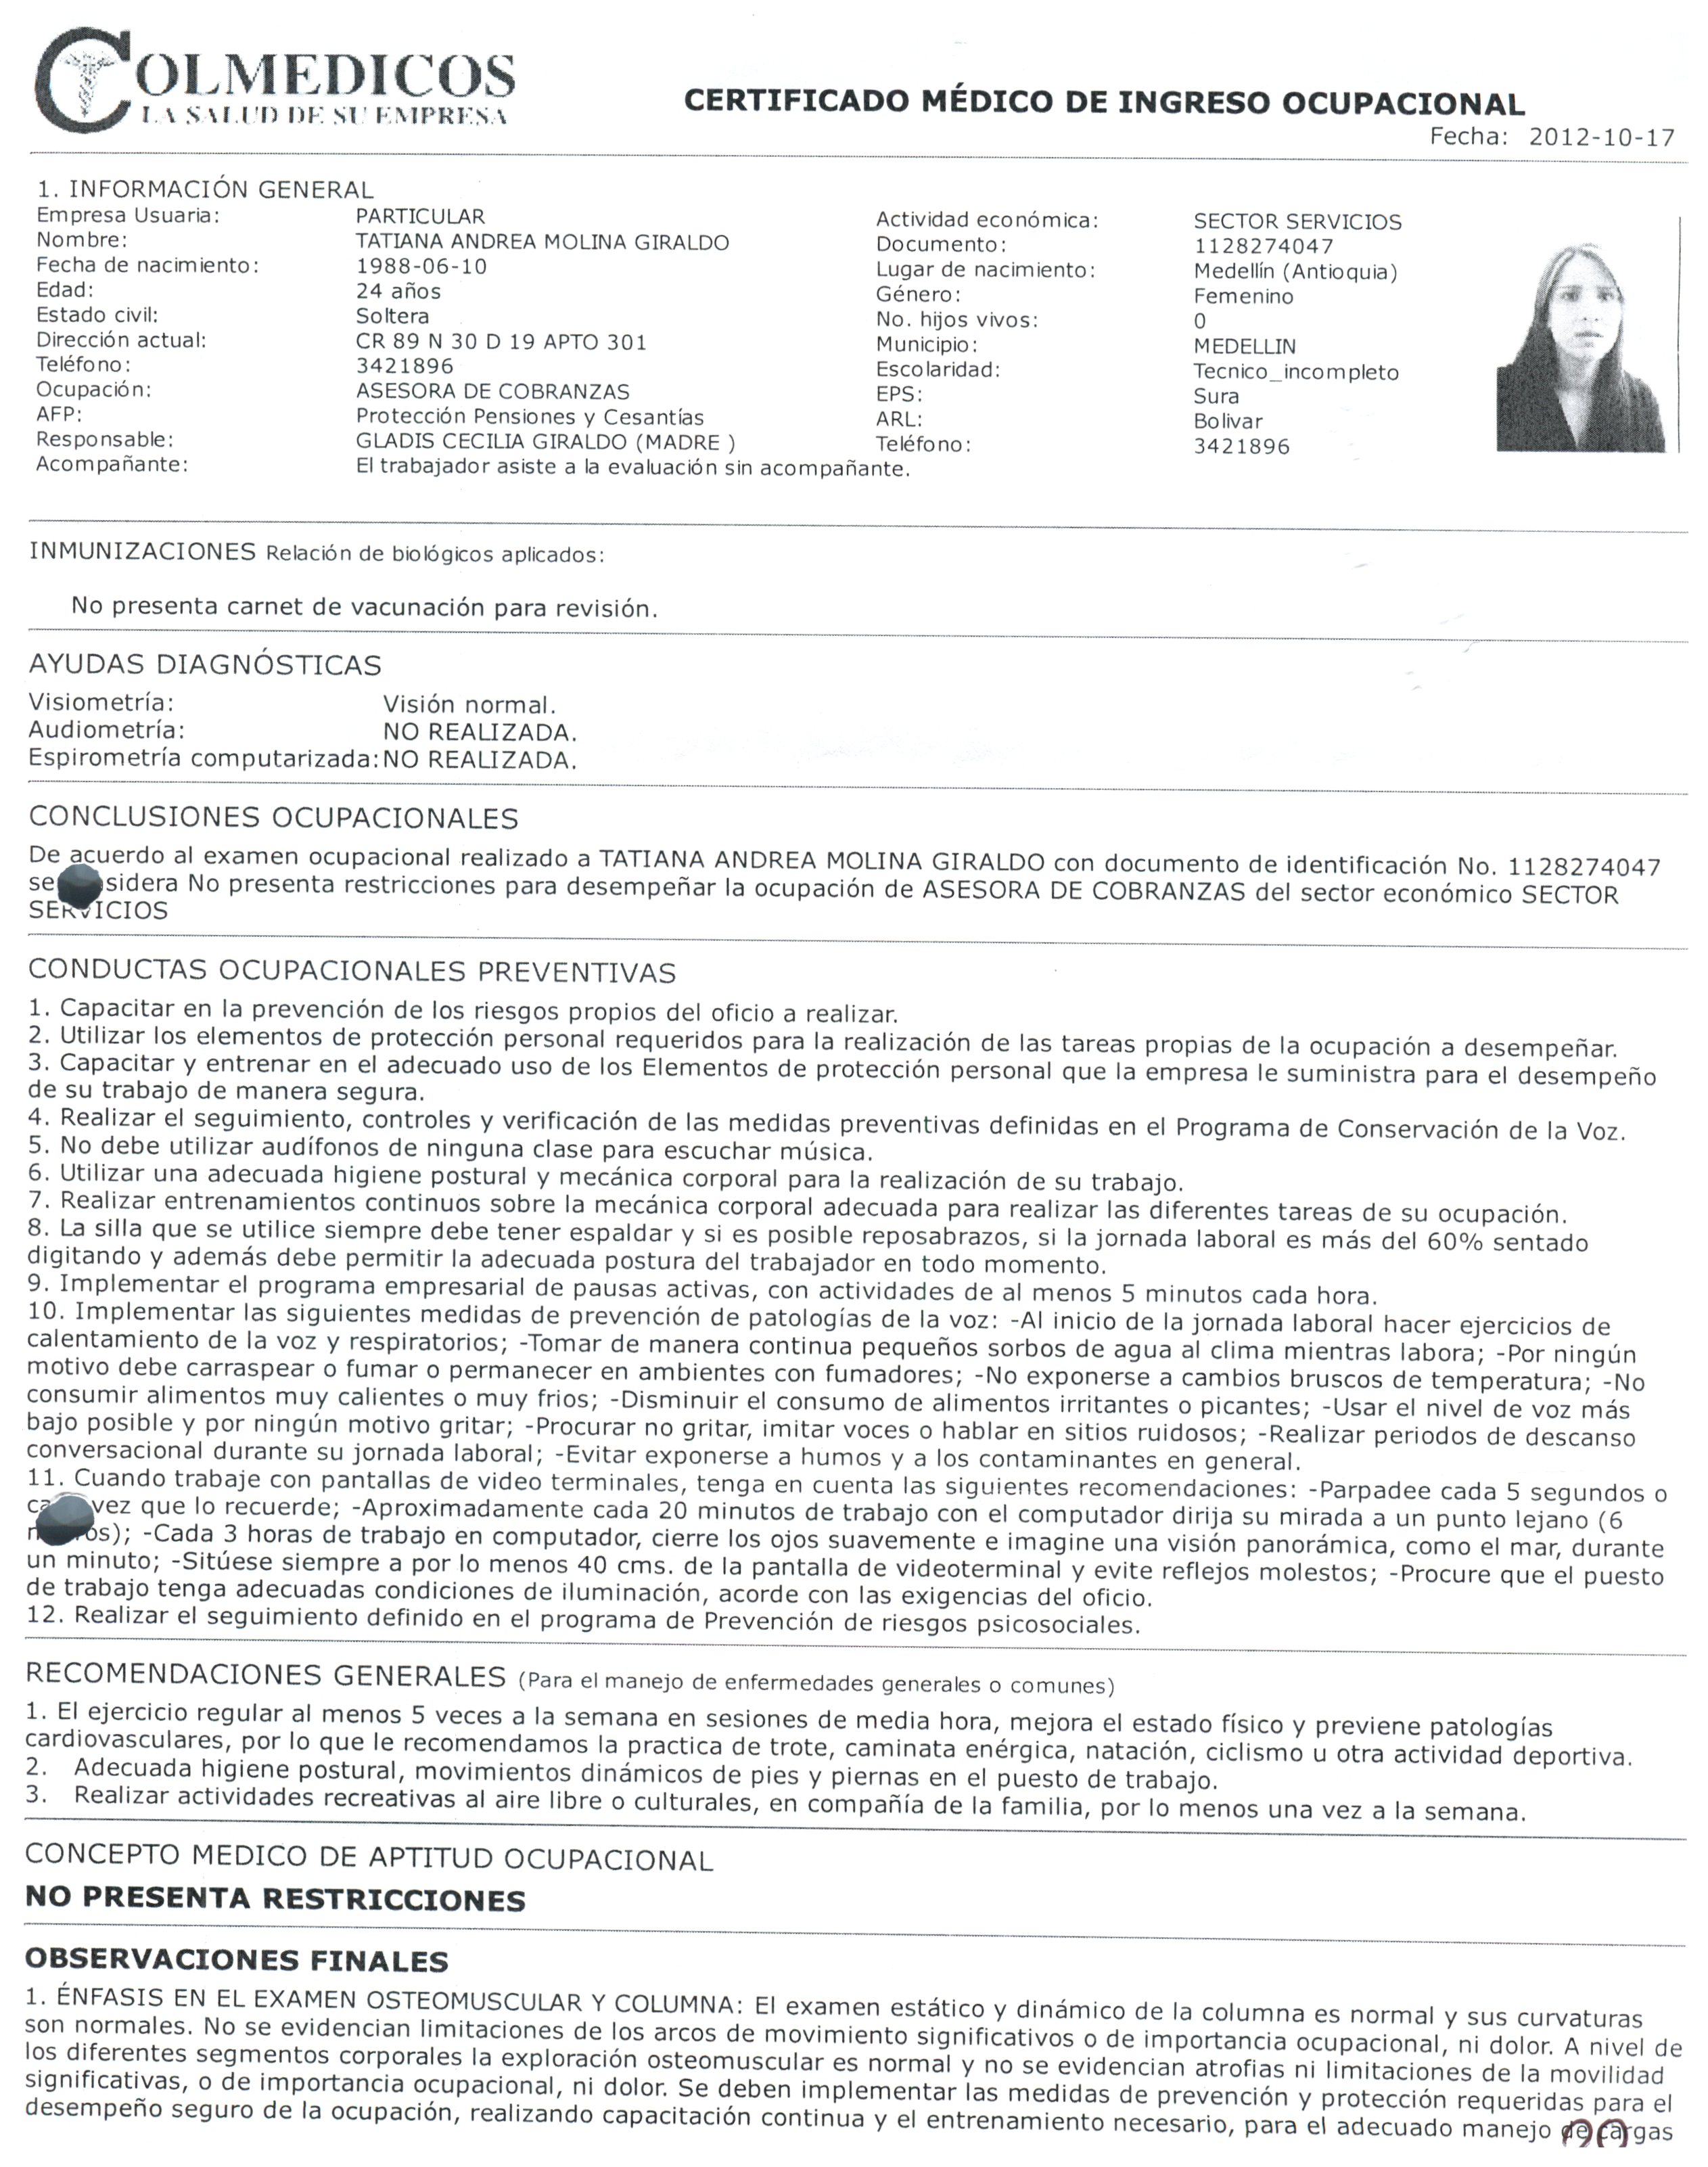 COLMEDICOS
LA SALUD DE SU EMPRESA
CERTIFICADO MÉDICO DE INGRESO OCUPACIONAL
Fecha: 2012-10-17
1. INFORMACIÓN GENERAL
Empresa Usuaria: PARTICULAR Actividad económica: SECTOR SERVICIOS
Nombre: TATIANA ANDREA MOLINA GIRALDO Documento: 1128274047
Fecha de nacimiento: 1988-06-10 Lugar de nacimiento: Medellín (Antioquia)
Edad: 24 años Género: Femenino
Estado civil: Soltera No. hijos vivos: 0
Dirección actual: CR 89 N 30 D 19 APTO 301 Municipio: MEDELLIN
Teléfono: 3421896 Escolaridad: Tecnico_incompleto
Ocupación: ASESORA DE COBRANZAS EPS: Sura
AFP: Protección Pensiones y Cesantías ARL: Bolivar
Responsable: GLADIS CECILIA GIRALDO (MADRE ) Teléfono: 3421896
Acompañante: El trabajador asiste a la evaluación sin acompañante.
INMUNIZACIONES Relación de biológicos aplicados:
No presenta carnet de vacunación para revisión.
AYUDAS DIAGNÓSTICAS
Visiometría: Visión normal.
Audiometría: NO REALIZADA.
Espirometría computarizada: NO REALIZADA.
CONCLUSIONES OCUPACIONALES
De acuerdo al examen ocupacional realizado a TATIANA ANDREA MOLINA GIRALDO con documento de identificación No. 1128274047
se sidera No presenta restricciones para desempeñar la ocupación de ASESORA DE COBRANZAS del sector económico SECTOR
SERVICIOS
CONDUCTAS OCUPACIONALES PREVENTIVAS
1. Capacitar en la prevención de los riesgos propios del oficio a realizar.
2. Utilizar los elementos de protección personal requeridos para la realización de las tareas propias de la ocupación a desempeñar.
3. Capacitar y entrenar en el adecuado uso de los Elementos de protección personal que la empresa le suministra para el desempeño
de su trabajo de manera segura.
4. Realizar el seguimiento, controles y verificación de las medidas preventivas definidas en el Programa de Conservación de la Voz.
5. No debe utilizar audífonos de ninguna clase para escuchar música.
6. Utilizar una adecuada higiene postural y mecánica corporal para la realización de su trabajo.
7. Realizar entrenamientos continuos sobre la mecánica corporal adecuada para realizar las diferentes tareas de su ocupación.
8. La silla que se utilice siempre debe tener espaldar y si es posible reposabrazos, si la jornada laboral es más del 60% sentado
digitando y además debe permitir la adecuada postura del trabajador en todo momento.
9. Implementar el programa empresarial de pausas activas, con actividades de al menos 5 minutos cada hora.
10. Implementar las siguientes medidas de prevención de patologías de la voz: -Al inicio de la jornada laboral hacer ejercicios de
calentamiento de la voz y respiratorios; -Tomar de manera continua pequeños sorbos de agua al clima mientras labora; -Por ningún
motivo debe carraspear o fumar o permanecer en ambientes con fumadores; -No exponerse a cambios bruscos de temperatura; -No
consumir alimentos muy calientes o muy frios; -Disminuir el consumo de alimentos irritantes o picantes; -Usar el nivel de voz más
bajo posible y por ningún motivo gritar; -Procurar no gritar, imitar voces o hablar en sitios ruidosos; -Realizar periodos de descanso
conversacional durante su jornada laboral; -Evitar exponerse a humos y a los contaminantes en general.
11. Cuando trabaje con pantallas de video terminales, tenga en cuenta las siguientes recomendaciones: -Parpadee cada 5 segundos o
vez que lo recuerde; -Aproximadamente cada 20 minutos de trabajo con el computador dirija su mirada a un punto lejano (6
os); -Cada 3 horas de trabajo en computador, cierre los ojos suavemente e imagine una visión panorámica, como el mar, durante
un minuto; -Sitúese siempre a por lo menos 40 cms. de la pantalla de videoterminal y evite reflejos molestos; -Procure que el puesto
de trabajo tenga adecuadas condiciones de iluminación, acorde con las exigencias del oficio.
12. Realizar el seguimiento definido en el programa de Prevención de riesgos psicosociales.
RECOMENDACIONES GENERALES (Para el manejo de enfermedades generales o comunes)
1. El ejercicio regular al menos 5 veces a la semana en sesiones de media hora, mejora el estado físico y previene patologías
cardiovasculares, por lo que le recomendamos la practica de trote, caminata enérgica, natación, ciclismo u otra actividad deportiva.
2. Adecuada higiene postural, movimientos dinámicos de pies y piernas en el puesto de trabajo.
3. Realizar actividades recreativas al aire libre o culturales, en compañía de la familia, por lo menos una vez a la semana.
CONCEPTO MEDICO DE APTITUD OCUPACIONAL
NO PRESENTA RESTRICCIONES
OBSERVACIONES FINALES
1. ÉNFASIS EN EL EXAMEN OSTEOMUSCULAR Y COLUMNA: El examen estático y dinámico de la columna es normal y sus curvaturas
son normales. No se evidencian limitaciones de los arcos de movimiento significativos o de importancia ocupacional, ni dolor. A nivel de
los diferentes segmentos corporales la exploración osteomuscular es normal y no se evidencian atrofias ni limitaciones de la movilidad
significativas, o de importancia ocupacional, ni dolor. Se deben implementar las medidas de prevención y protección requeridas para el
desempeño seguro de la ocupación, realizando capacitación continua y el entrenamiento necesario, para el adecuado manejo de cargas